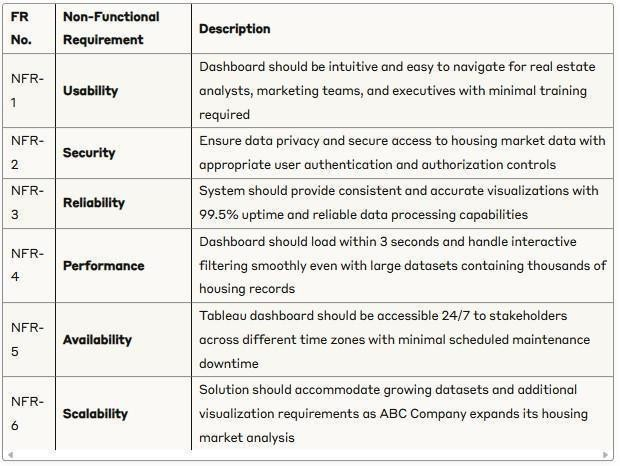 FR Non-Functional Description
No. Requirement
NFR- Usability Dashboard should be intuitive and easy to navigate for real estate
1 analysts, marketing teams, and executives with minimal training
required
NFR- Security Ensure data privacy and secure access to housing market data with
2 appropriate user authentication and authorization controls
NFR- Reliability System should provide consistent and accurate visualizations with
3 99.5% uptime and reliable data processing capabilities
NFR- Performance Dashboard should load within 3 seconds and handle interactive
4 filtering smoothly even with large datasets containing thousands of
housing records
NFR- Availability Tableau dashboard should be accessible 24/7 to stakeholders
5 across different time zones with minimal scheduled maintenance
downtime
NFR- Scalability Solution should accommodate growing datasets and additional
6 visualization requirements as ABC Company expands its housing
market analysis